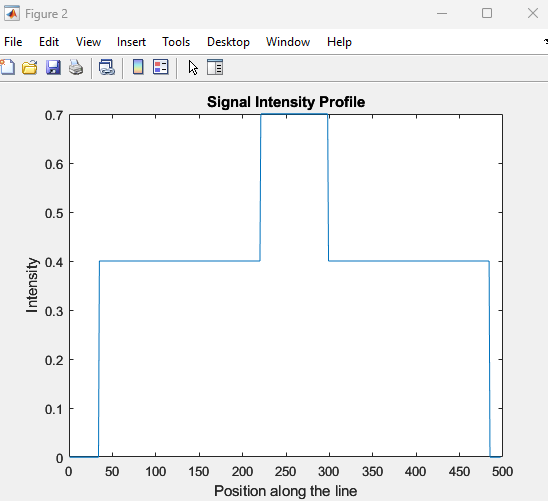 Figure 2
File Edit View Insert Tools Desktop Window Help
Signal Intensity Profile
0.7
0.6
0.5
0.4
0.3
0.2
0.1
0
Intensity
0 50 100 150 200 250 300 350 400 450 500
Position along the line